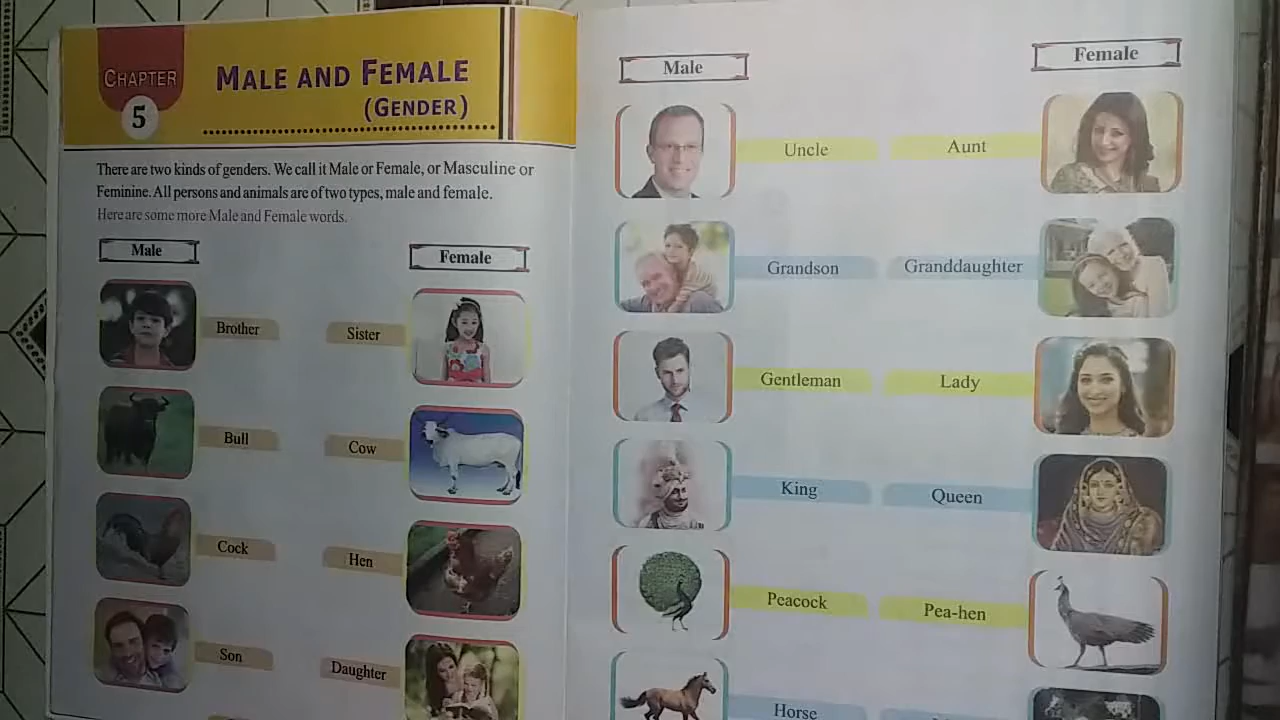 CHAPTER
5
MALE AND FEMALE
(GENDER)
There are two kinds of genders. We call it Male or Female, or Masculine or
Feminine. All persons and animals are of two types, male and female.
Here are some more Male and Female words.
Male Female
Brother Sister
Bull Cow
Cock Hen
Son Daughter
Male Female
Uncle Aunt
Grandson Granddaughter
Gentleman Lady
King Queen
Peacock Pea-hen
Horse